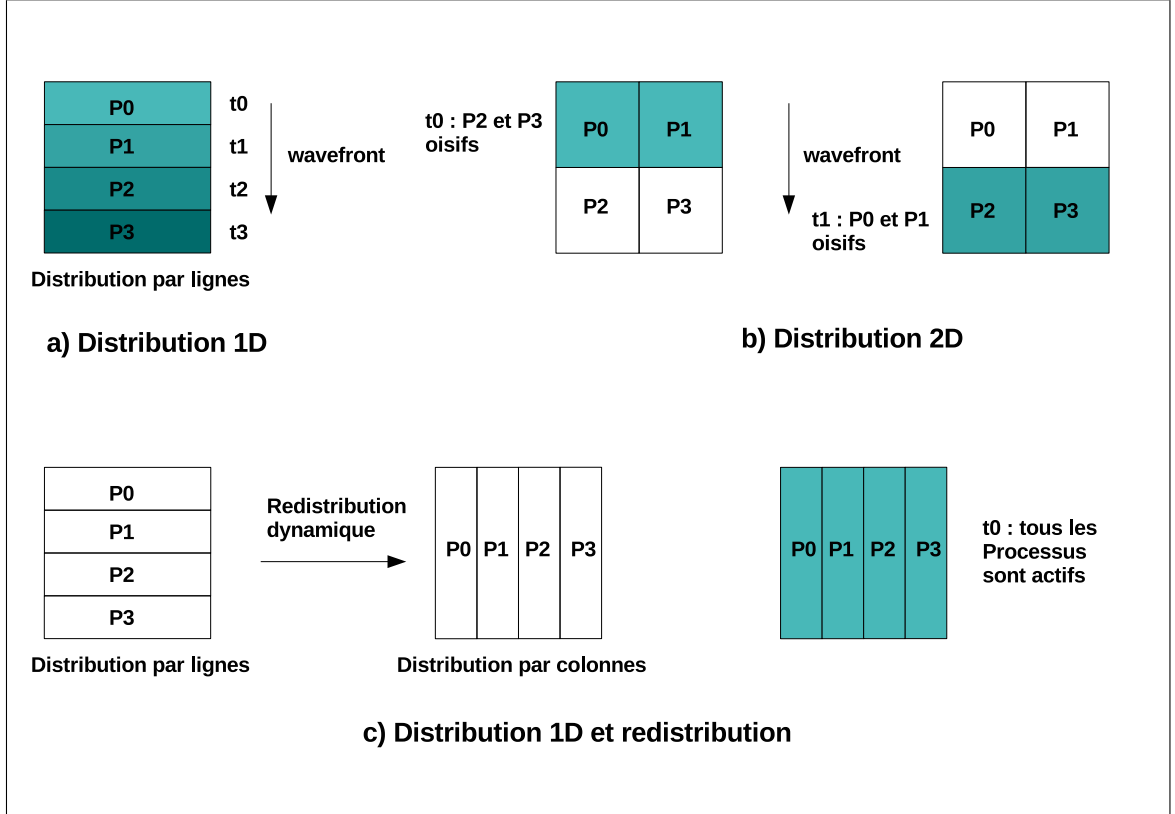 P0
t0
P1
t1
P2
t2
P3
t3
wavefront
Distribution par lignes
a) Distribution 1D
t0 : P2 et P3
oisifs
P0
P1
P2
P3
wavefront
t1 : P0 et P1
oisifs
P0
P1
P2
P3
b) Distribution 2D
P0
P1
P2
P3
Distribution par lignes
Redistribution
dynamique
P0 P1 P2 P3
Distribution par colonnes
P0 P1 P2 P3
t0 : tous les
Processus
sont actifs
c) Distribution 1D et redistribution